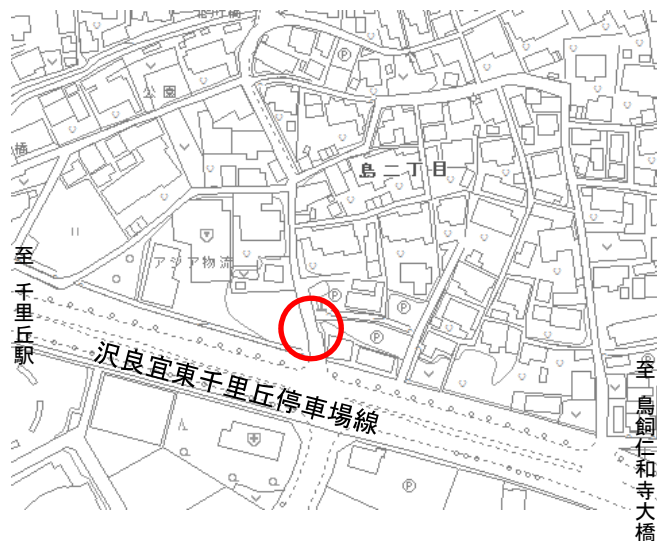 公園
橋
島二丁目
アジア物流
至 千里丘駅
沢良宜東千里丘停車場線
至 鳥飼仁和寺大橋